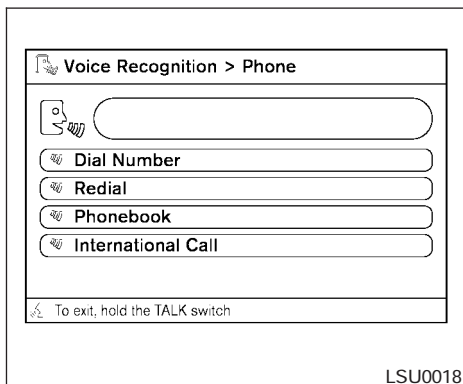 Voice Recognition > Phone
Dial Number
Redial
Phonebook
International Call
To exit, hold the TALK switch
LSU0018